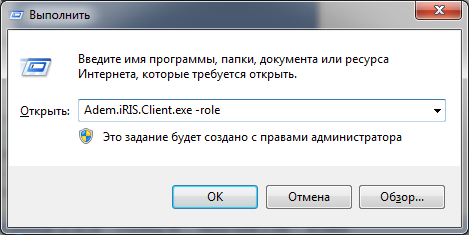 Выполнить
Введите имя программы, папки, документа или ресурса
Интернета, которые требуется открыть.
Открыть: Adem.iRIS.Client.exe -role
Это задание будет создано с правами администратора
OK Отмена Обзор...